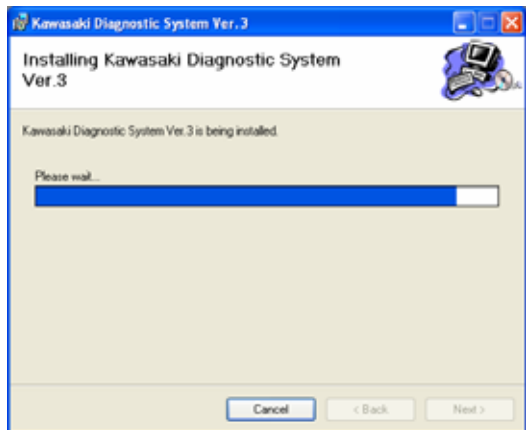 Kawasaki Diagnostic System Ver.3
Installing Kawasaki Diagnostic System
Ver.3
Kawasaki Diagnostic System Ver.3 is being installed.
Please wait...
Cancel
< Back
Next >